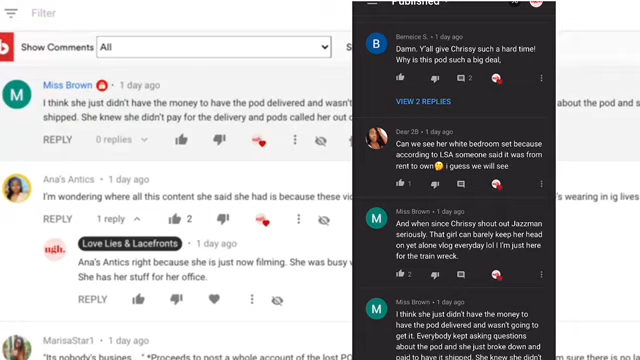 Filter
Show Comments All
Miss Brown • 1 day ago
I think she just didn't have the money to have the pod delivered and wasn't
about the pod and s
shipped. She knew she didn't pay for the delivery and pods called her out
REPLY 0 replies
Ana's Antics • 1 day ago
I'm wondering where all this content she said she had is because these
's wearing in ig lives
REPLY 1 reply 2
ugh.
Love Lies & Lacefronts • 1 day ago
Ana's Antics right because she is just now filming. She was busy
She has her stuff for her office.
REPLY
MarisaStar1 • 1 day ago
"Its nobody's busines... "*Proceeds to post a whole account of the lost
m sure there is no la
Published
B
Berneice S. • 1 day ago
Damn. Y'all give Chrissy such a hard time!
Why is this pod such a big deal,
2
VIEW 2 REPLIES
Dear 2B • 1 day ago
Can we see her white bedroom set because
according to LSA someone said it was from
rent to own🤔 i guess we will see
1
M
Miss Brown • 1 day ago
And when since Chrissy shout out Jazzman
seriously. That girl can barely keep her head
on yet alone vlog everyday lol ! I'm just here
for the train wreck.
2
M
Miss Brown • 1 day ago
I think she just didn't have the money to
have the pod delivered and wasn't going to
get it. Everybody kept asking questions
about the pod and she just broke down and
paid to have it shipped. She knew she didn't